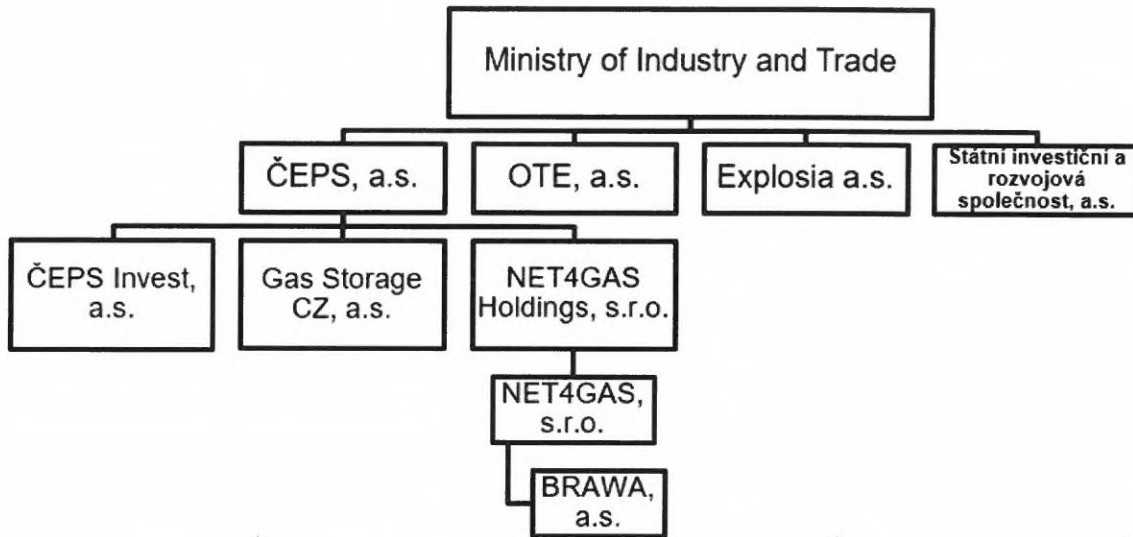 Ministry of Industry and Trade
ČEPS, a.s.
OTE, a.s.
Explosia a.s.
Státní investiční a
rozvojová
společnost, a.s.
ČEPS Invest,
a.s.
Gas Storage
CZ, a.s.
NET4GAS
Holdings, s.r.o.
NET4GAS,
s.r.o.
BRAWA,
a.s.